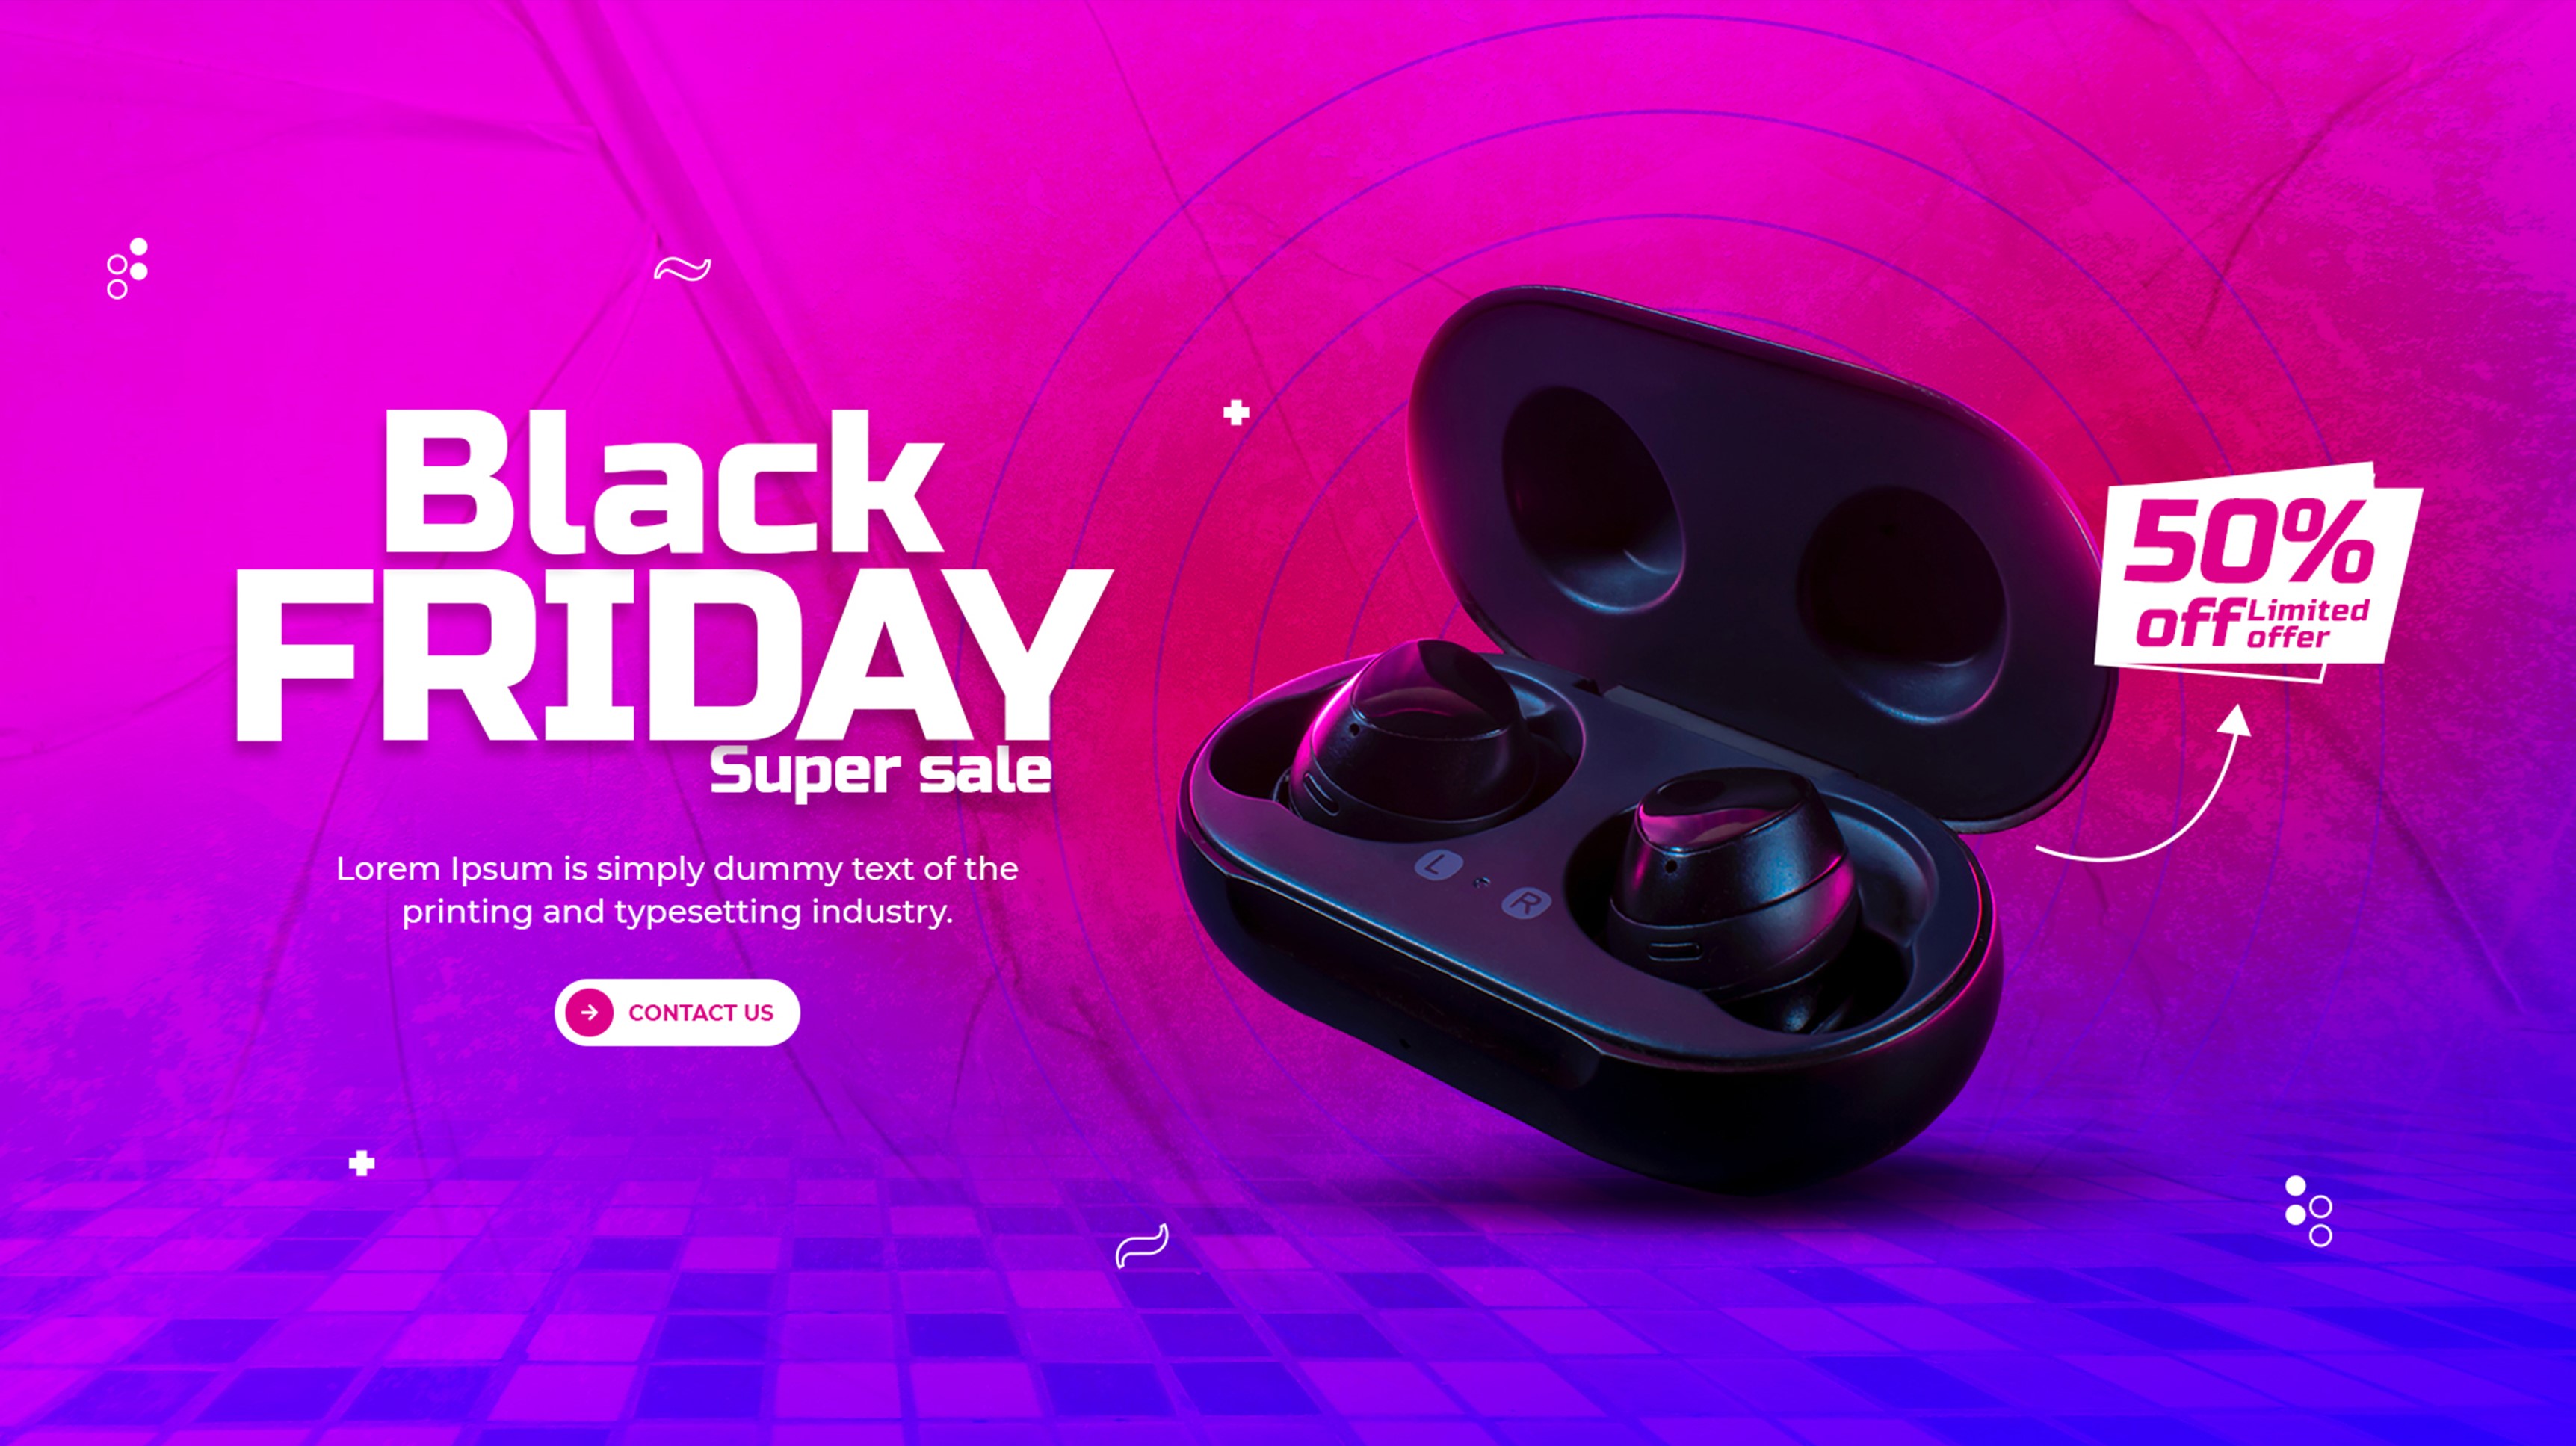 Black
FRIDAY
Super sale
Lorem Ipsum is simply dummy text of the
printing and typesetting industry.
CONTACT US
L
R
50%
off Limited
offer